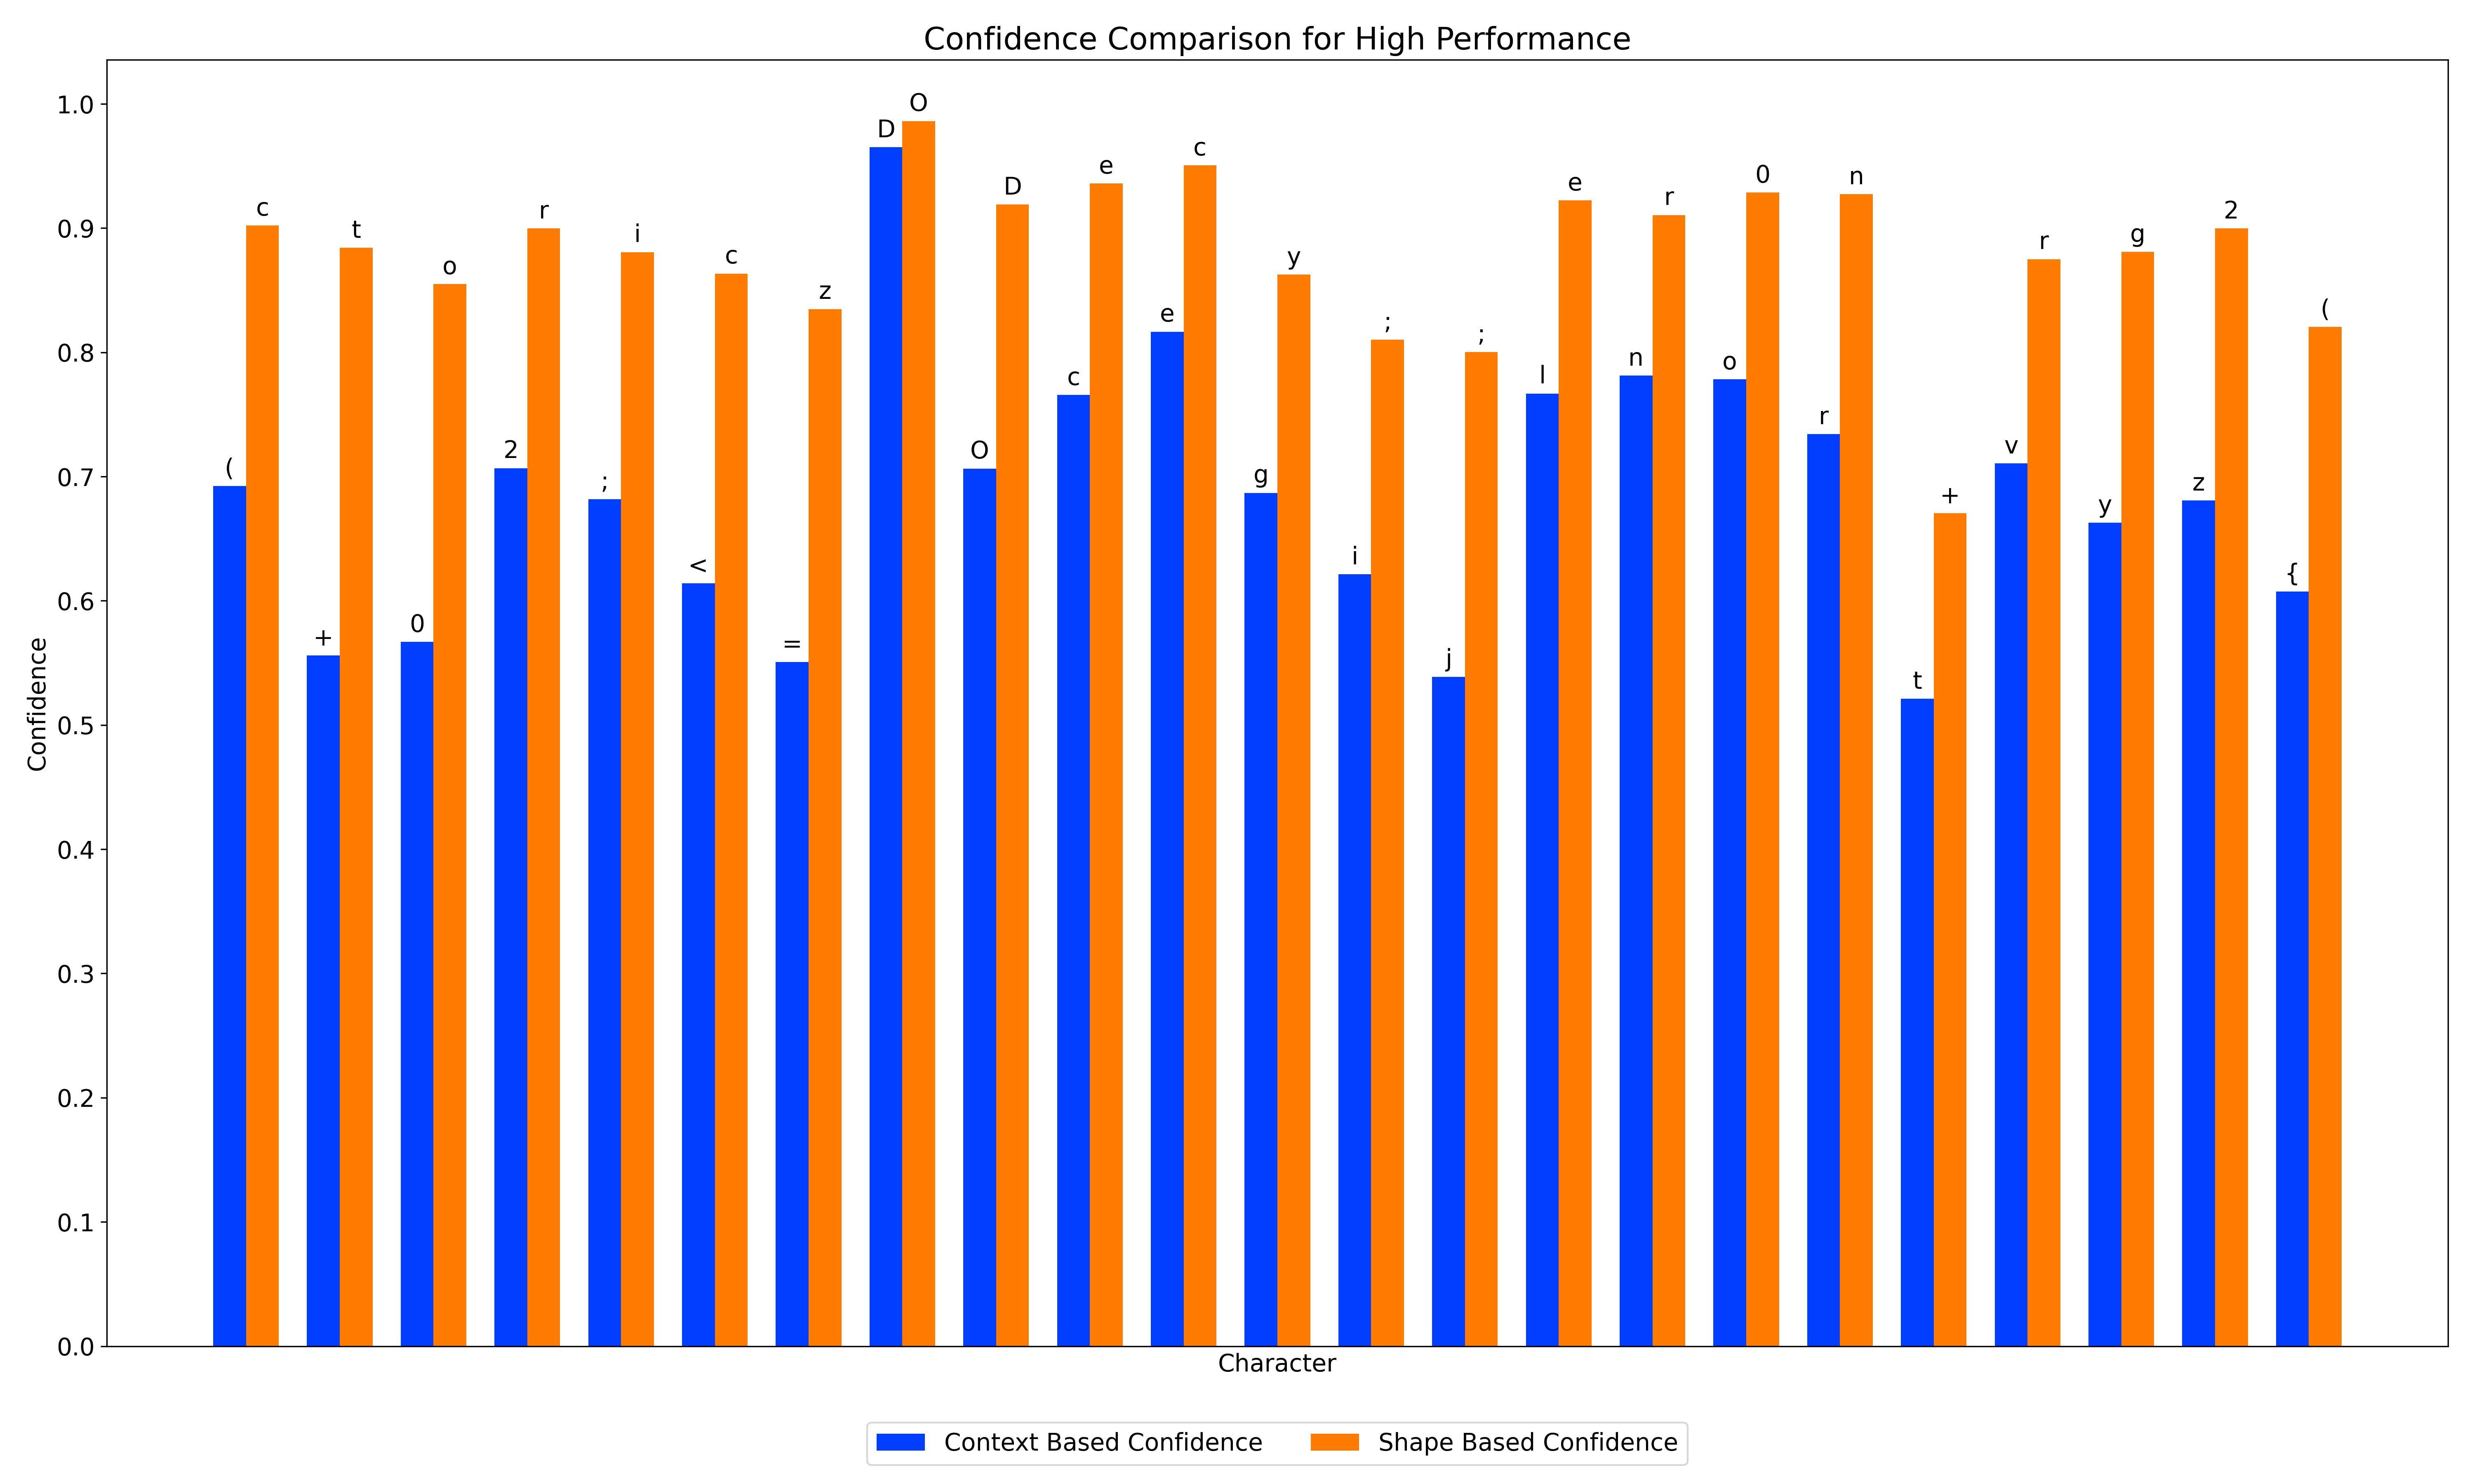 Confidence Comparison for High Performance
1.0
0.9
0.8
0.7
0.6
0.5
0.4
0.3
0.2
0.1
0.0
Confidence
( c
+ t
0 o
2 r
; i
< c
= z
D O
O D
c e
e c
g y
i ;
j ;
l e
n r
o 0
r n
t +
v r
y g
z 2
{ (
Character
Context Based Confidence Shape Based Confidence